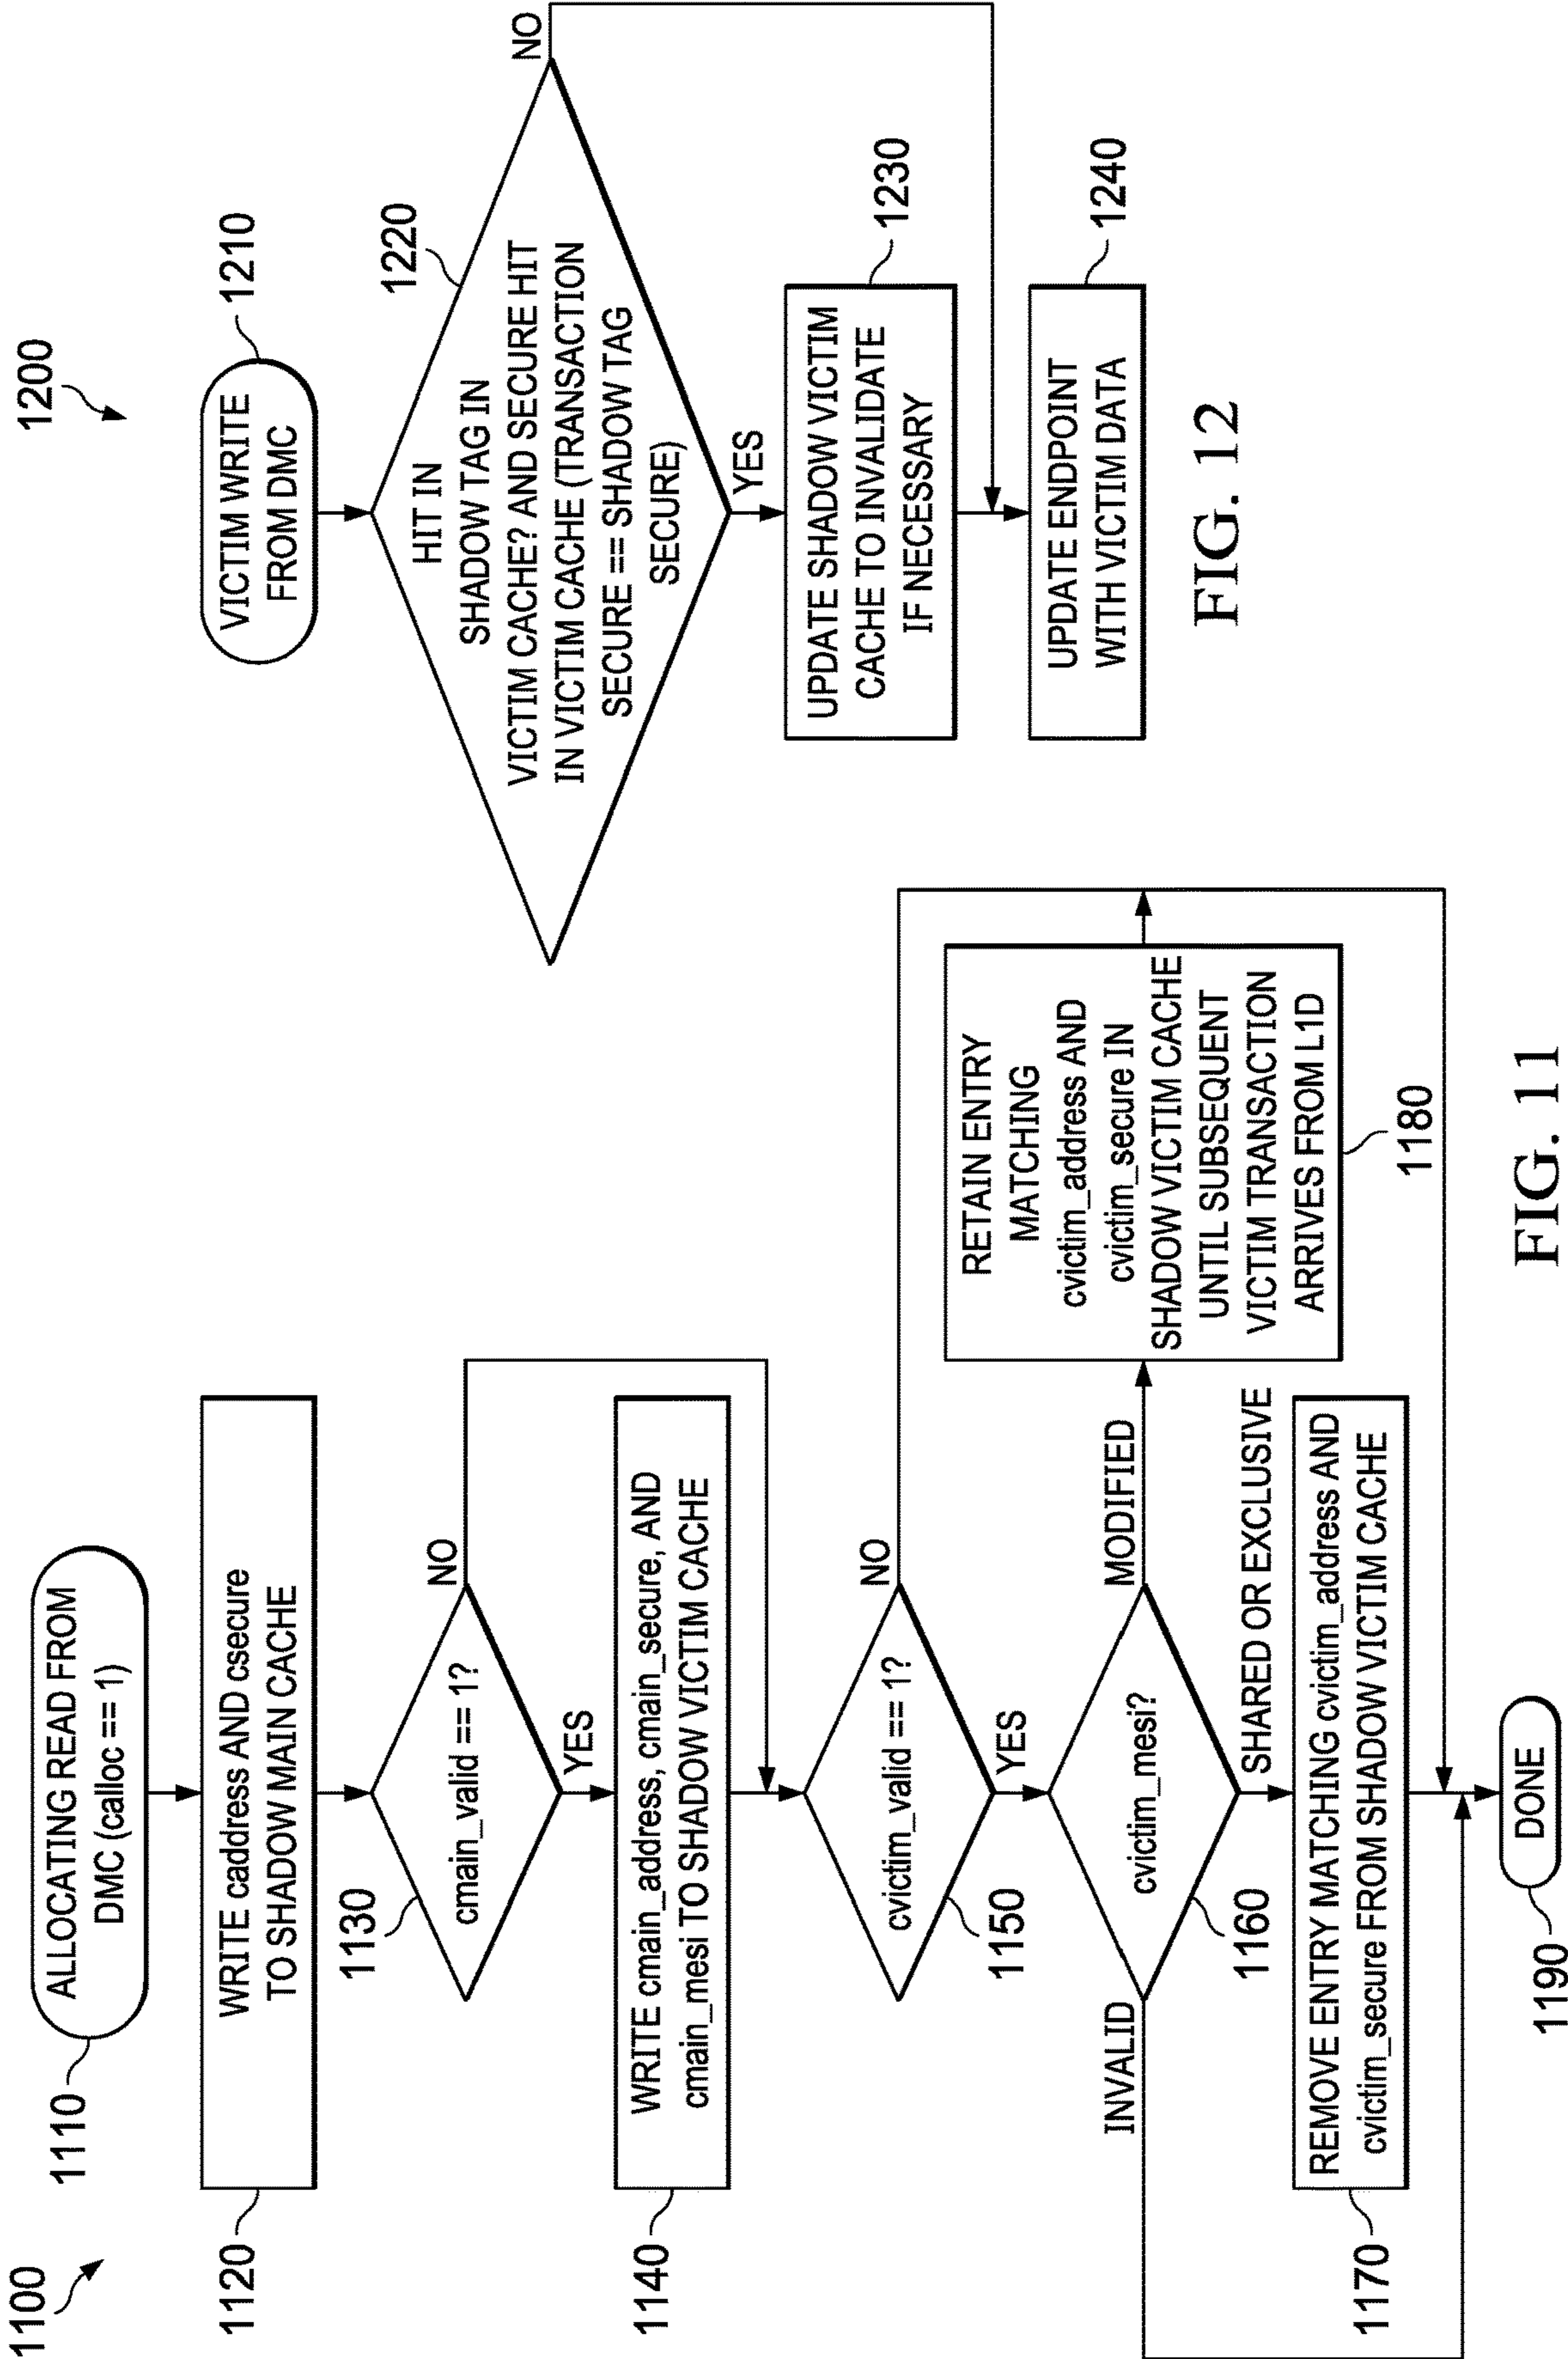 1100
1110
ALLOCATING READ FROM
DMC (calloc == 1)
1120
WRITE caddress AND csecure
TO SHADOW MAIN CACHE
1130
cmain_valid == 1?
NO
YES
1140
WRITE cmain_address, cmain_secure, AND
cmain_mesi TO SHADOW VICTIM CACHE
cvictim_valid == 1?
NO
1150
YES
INVALID
cvictim_mesi?
MODIFIED
1160
SHARED OR EXCLUSIVE
RETAIN ENTRY
MATCHING
cvictim_address AND
cvictim_secure IN
SHADOW VICTIM CACHE
UNTIL SUBSEQUENT
VICTIM TRANSACTION
ARRIVES FROM L1D
1180
1170
REMOVE ENTRY MATCHING cvictim_address AND
cvictim_secure FROM SHADOW VICTIM CACHE
1190
DONE
FIG. 11
1200
VICTIM WRITE
FROM DMC
1210
1220
HIT IN
SHADOW TAG IN
VICTIM CACHE? AND SECURE HIT
IN VICTIM CACHE (TRANSACTION
SECURE == SHADOW TAG
SECURE)
NO
YES
UPDATE SHADOW VICTIM
CACHE TO INVALIDATE
IF NECESSARY
1230
UPDATE ENDPOINT
WITH VICTIM DATA
1240
FIG. 12